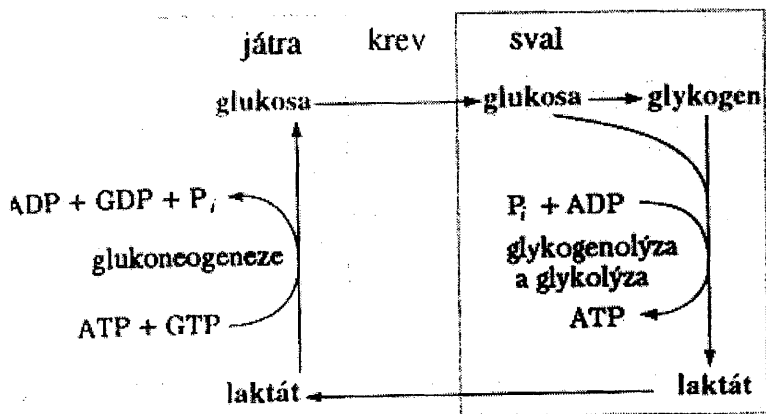 játra krev sval
glukosa glukosa glykogen
ADP + GDP + Pi Pi + ADP
glukoneogeneze glykogenolýza
a glykolýza
ATP + GTP ATP
laktát laktát